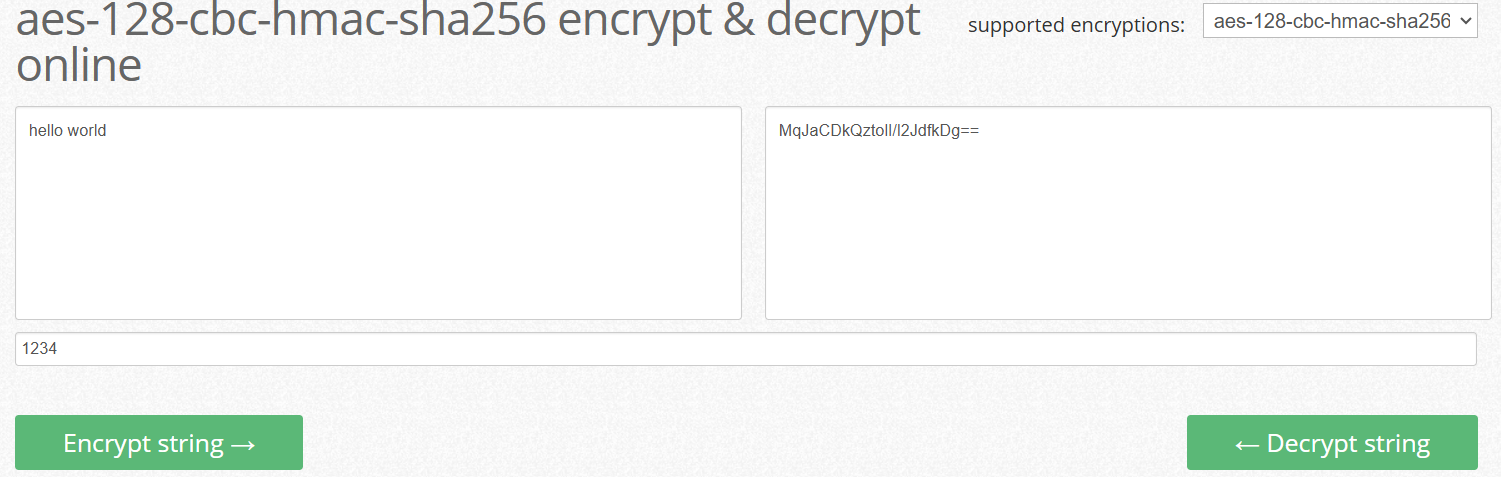 aes-128-cbc-hmac-sha256 encrypt & decrypt
online
supported encryptions:
aes-128-cbc-hmac-sha256
hello world
MqJaCDkQztolI/I2JdfkDg==
1234
Encrypt string →
← Decrypt string